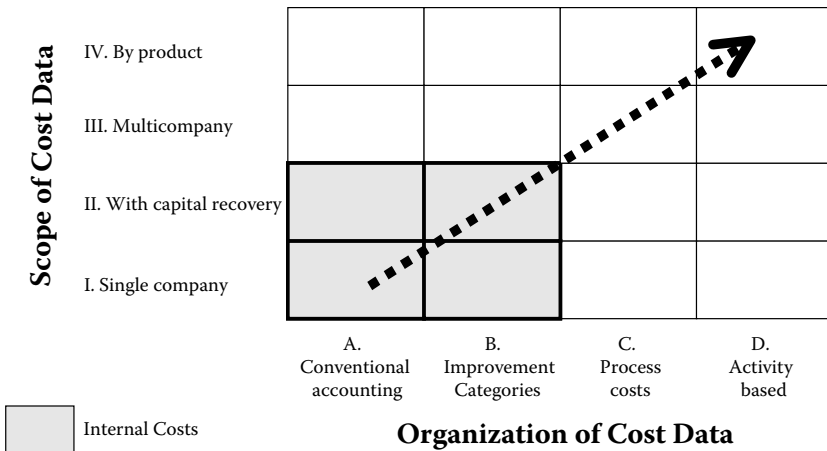 Scope of Cost Data
IV. By product
III. Multicompany
II. With capital recovery
I. Single company
A.
Conventional
accounting
B.
Improvement
Categories
C.
Process
costs
D.
Activity
based
Internal Costs
Organization of Cost Data